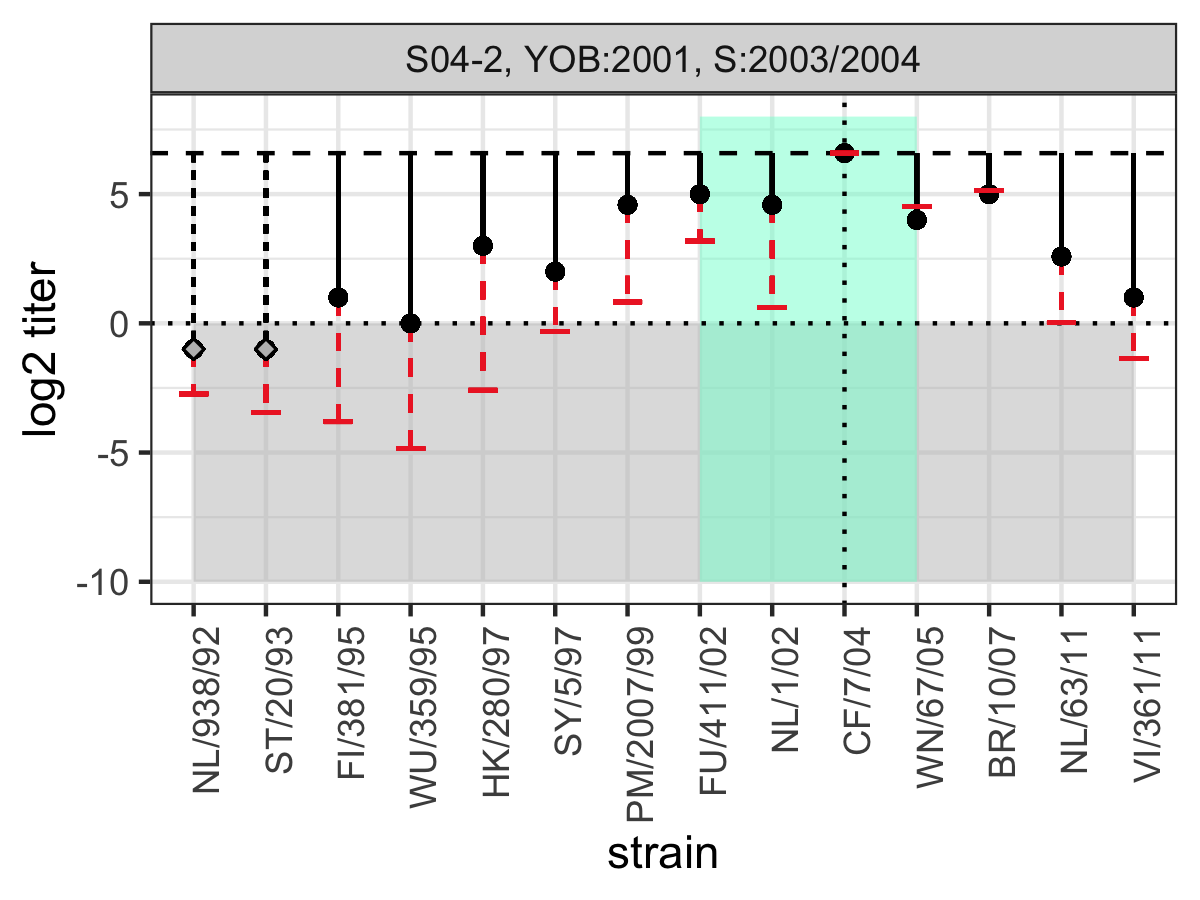 S04-2, YOB:2001, S:2003/2004
log2 titer
5
0
-5
-10
NL/938/92
ST/20/93
FI/381/95
WU/359/95
HK/280/97
SY/5/97
PM/2007/99
FU/411/02
NL/1/02
CF/7/04
WN/67/05
BR/10/07
NL/63/11
VI/361/11
strain